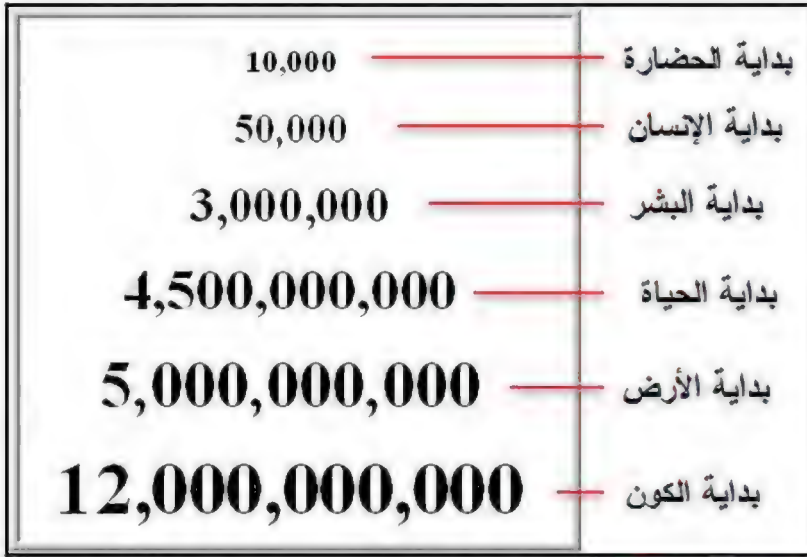 بداية الحضارة 10,000
بداية الإنسان 50,000
بداية البشر 3,000,000
بداية الحياة 4,500,000,000
بداية الأرض 5,000,000,000
بداية الكون 12,000,000,000